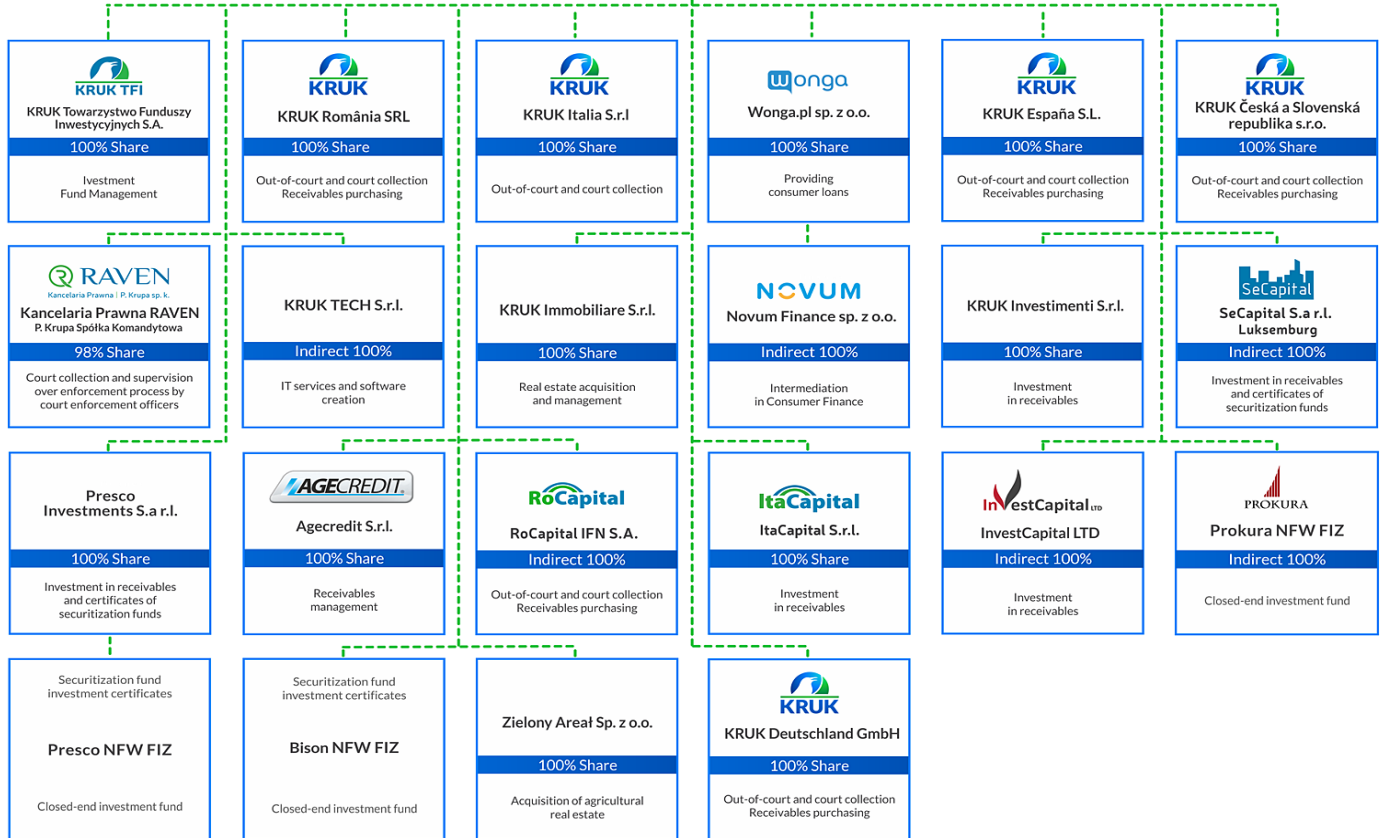 KRUK TFI
KRUK Towarzystwo Funduszy
Inwestycyjnych S.A.
100% Share
Ivestment
Fund Management
KRUK
KRUK România SRL
100% Share
Out-of-court and court collection
Receivables purchasing
KRUK
KRUK Italia S.r.l
100% Share
Out-of-court and court collection
wonga
Wonga.pl sp. z o.o.
100% Share
Providing
consumer loans
KRUK
KRUK España S.L.
100% Share
Out-of-court and court collection
Receivables purchasing
KRUK
KRUK Česká a Slovenská
republika s.r.o.
100% Share
Out-of-court and court collection
Receivables purchasing
RAVEN
Kancelaria Prawna | P. Krupa sp. k.
Kancelaria Prawna RAVEN
P. Krupa Spółka Komandytowa
98% Share
Court collection and supervision
over enforcement process by
court enforcement officers
KRUK TECH S.r.l.
Indirect 100%
IT services and software
creation
KRUK Immobiliare S.r.l.
100% Share
Real estate acquisition
and management
NOVUM
Novum Finance sp. z o.o.
Indirect 100%
Intermediation
in Consumer Finance
KRUK Investimenti S.r.l.
100% Share
Investment
in receivables
SeCapital
SeCapital S.a r.l.
Luksemburg
Indirect 100%
Investment in receivables
and certificates of
securitization funds
Presco
Investments S.a r.l.
100% Share
Investment in receivables
and certificates of
securitization funds
AGECREDIT
Agecredit S.r.l.
100% Share
Receivables
management
RoCapital
RoCapital IFN S.A.
Indirect 100%
Out-of-court and court collection
Receivables purchasing
ItaCapital
ItaCapital S.r.l.
100% Share
Investment
in receivables
InVestCapital LTD
InvestCapital LTD
Indirect 100%
Investment
in receivables
PROKURA
Prokura NFW FIZ
Indirect 100%
Closed-end investment fund
Securitization fund
investment certificates
Presco NFW FIZ
Closed-end investment fund
Securitization fund
investment certificates
Bison NFW FIZ
Closed-end investment fund
Zielony Areał Sp. z o.o.
100% Share
Acquisition of agricultural
real estate
KRUK
KRUK Deutschland GmbH
100% Share
Out-of-court and court collection
Receivables purchasing